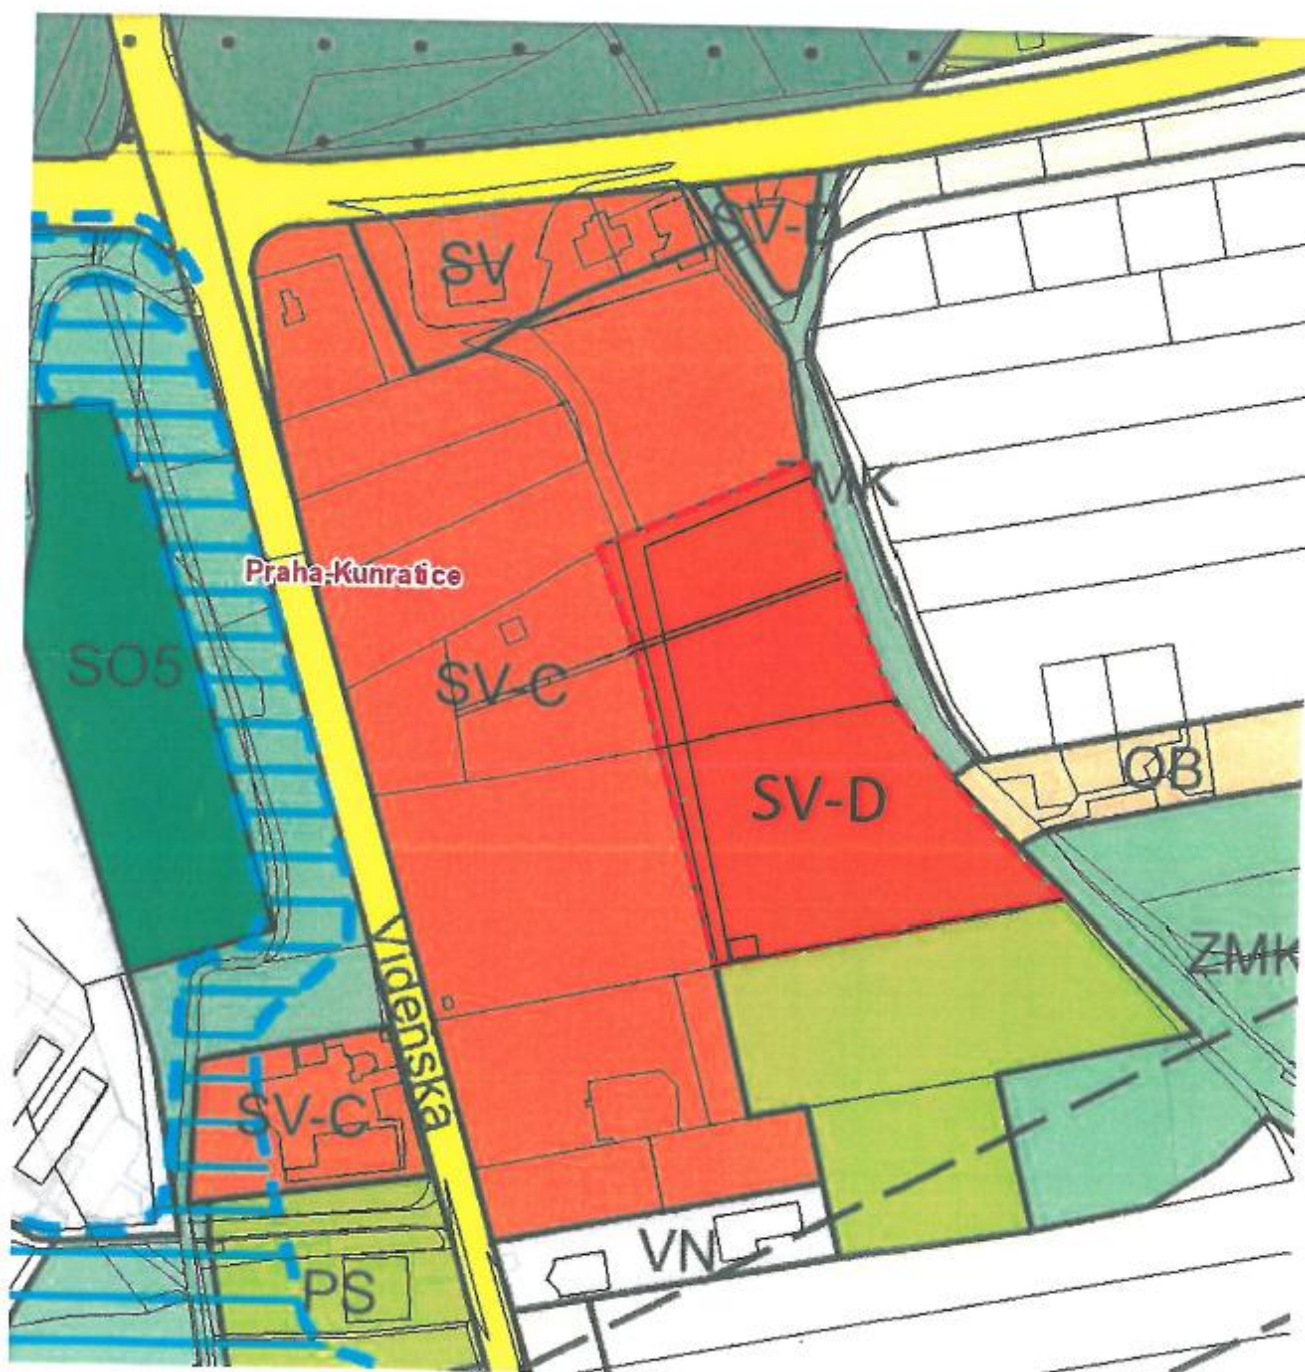 SV
SV-D
ZMK
Praha-Kunratice
SO5
SV-C
OB
SV-D
ZMK
Vídeňská
SV-C
VN
PS